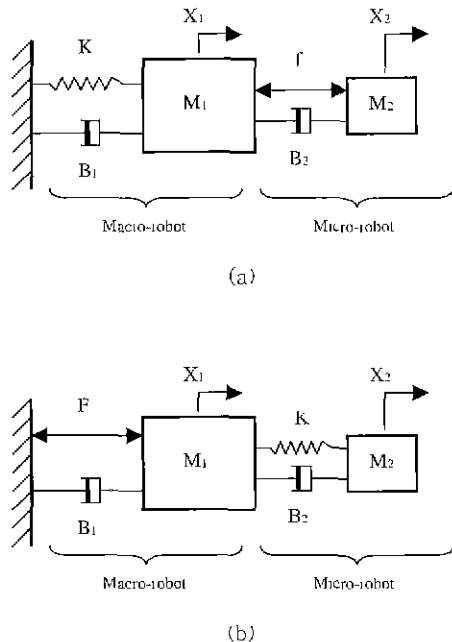 X1
X2
K
f
M1
M2
B1
B2
Macro-robot
Micro-robot
(a)
X1
X2
F
K
M1
M2
B1
B2
Macro-robot
Micro-robot
(b)